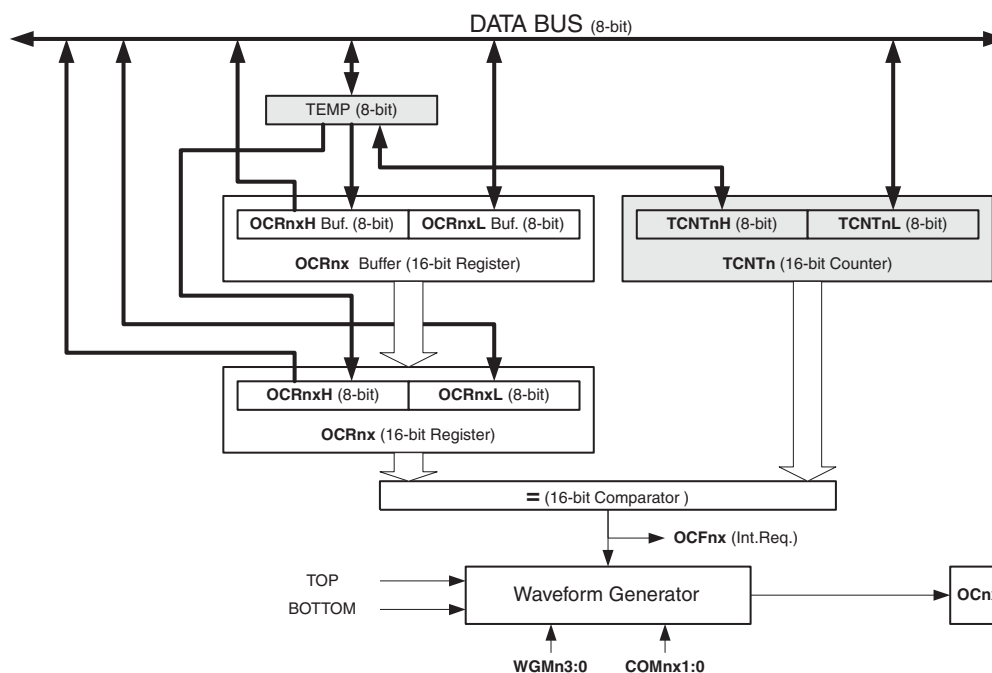 DATA BUS (8-bit)
TEMP (8-bit)
OCRnxH Buf. (8-bit) OCRnxL Buf. (8-bit)
OCRnx Buffer (16-bit Register)
TCNTnH (8-bit) TCNTnL (8-bit)
TCNTn (16-bit Counter)
OCRnxH (8-bit) OCRnxL (8-bit)
OCRnx (16-bit Register)
= (16-bit Comparator )
OCFnx (Int.Req.)
TOP
BOTTOM
Waveform Generator
OCnx
WGMn3:0 COMnx1:0